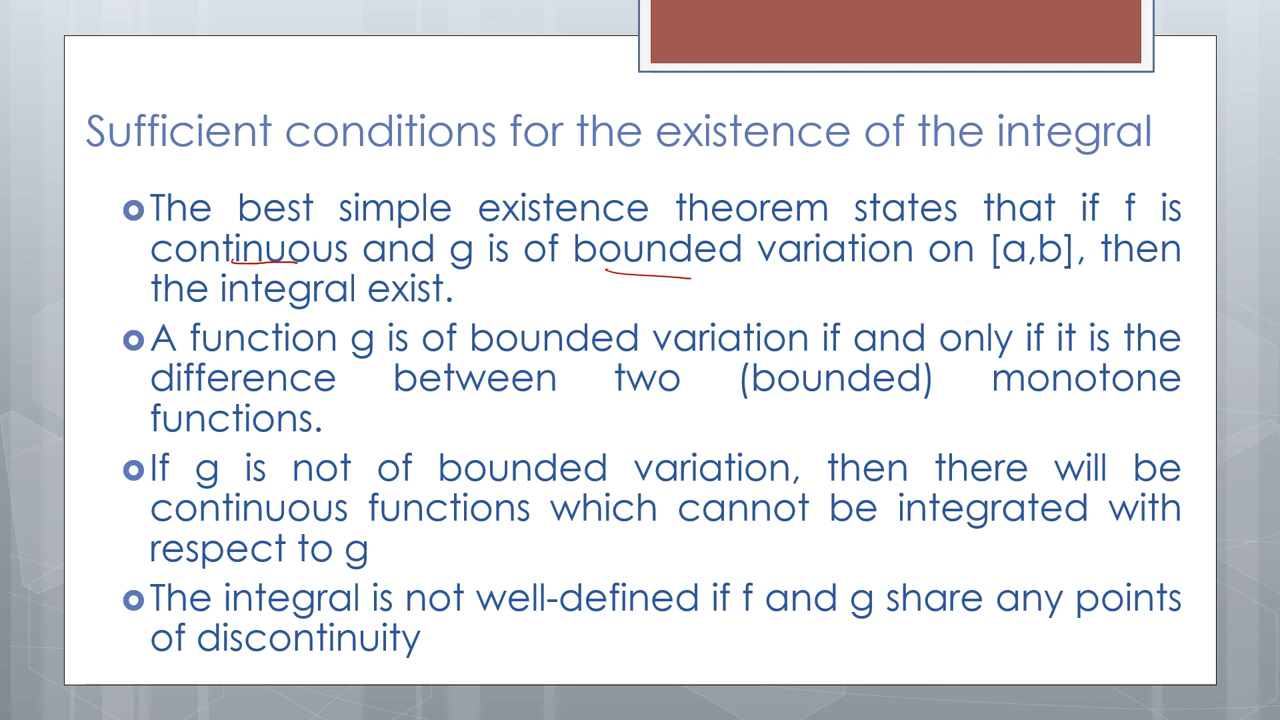 Sufficient conditions for the existence of the integral
The best simple existence theorem states that if f is
continuous and g is of bounded variation on [a,b], then
the integral exist.
A function g is of bounded variation if and only if it is the
difference between two (bounded) monotone
functions.
If g is not of bounded variation, then there will be
continuous functions which cannot be integrated with
respect to g
The integral is not well-defined if f and g share any points
of discontinuity